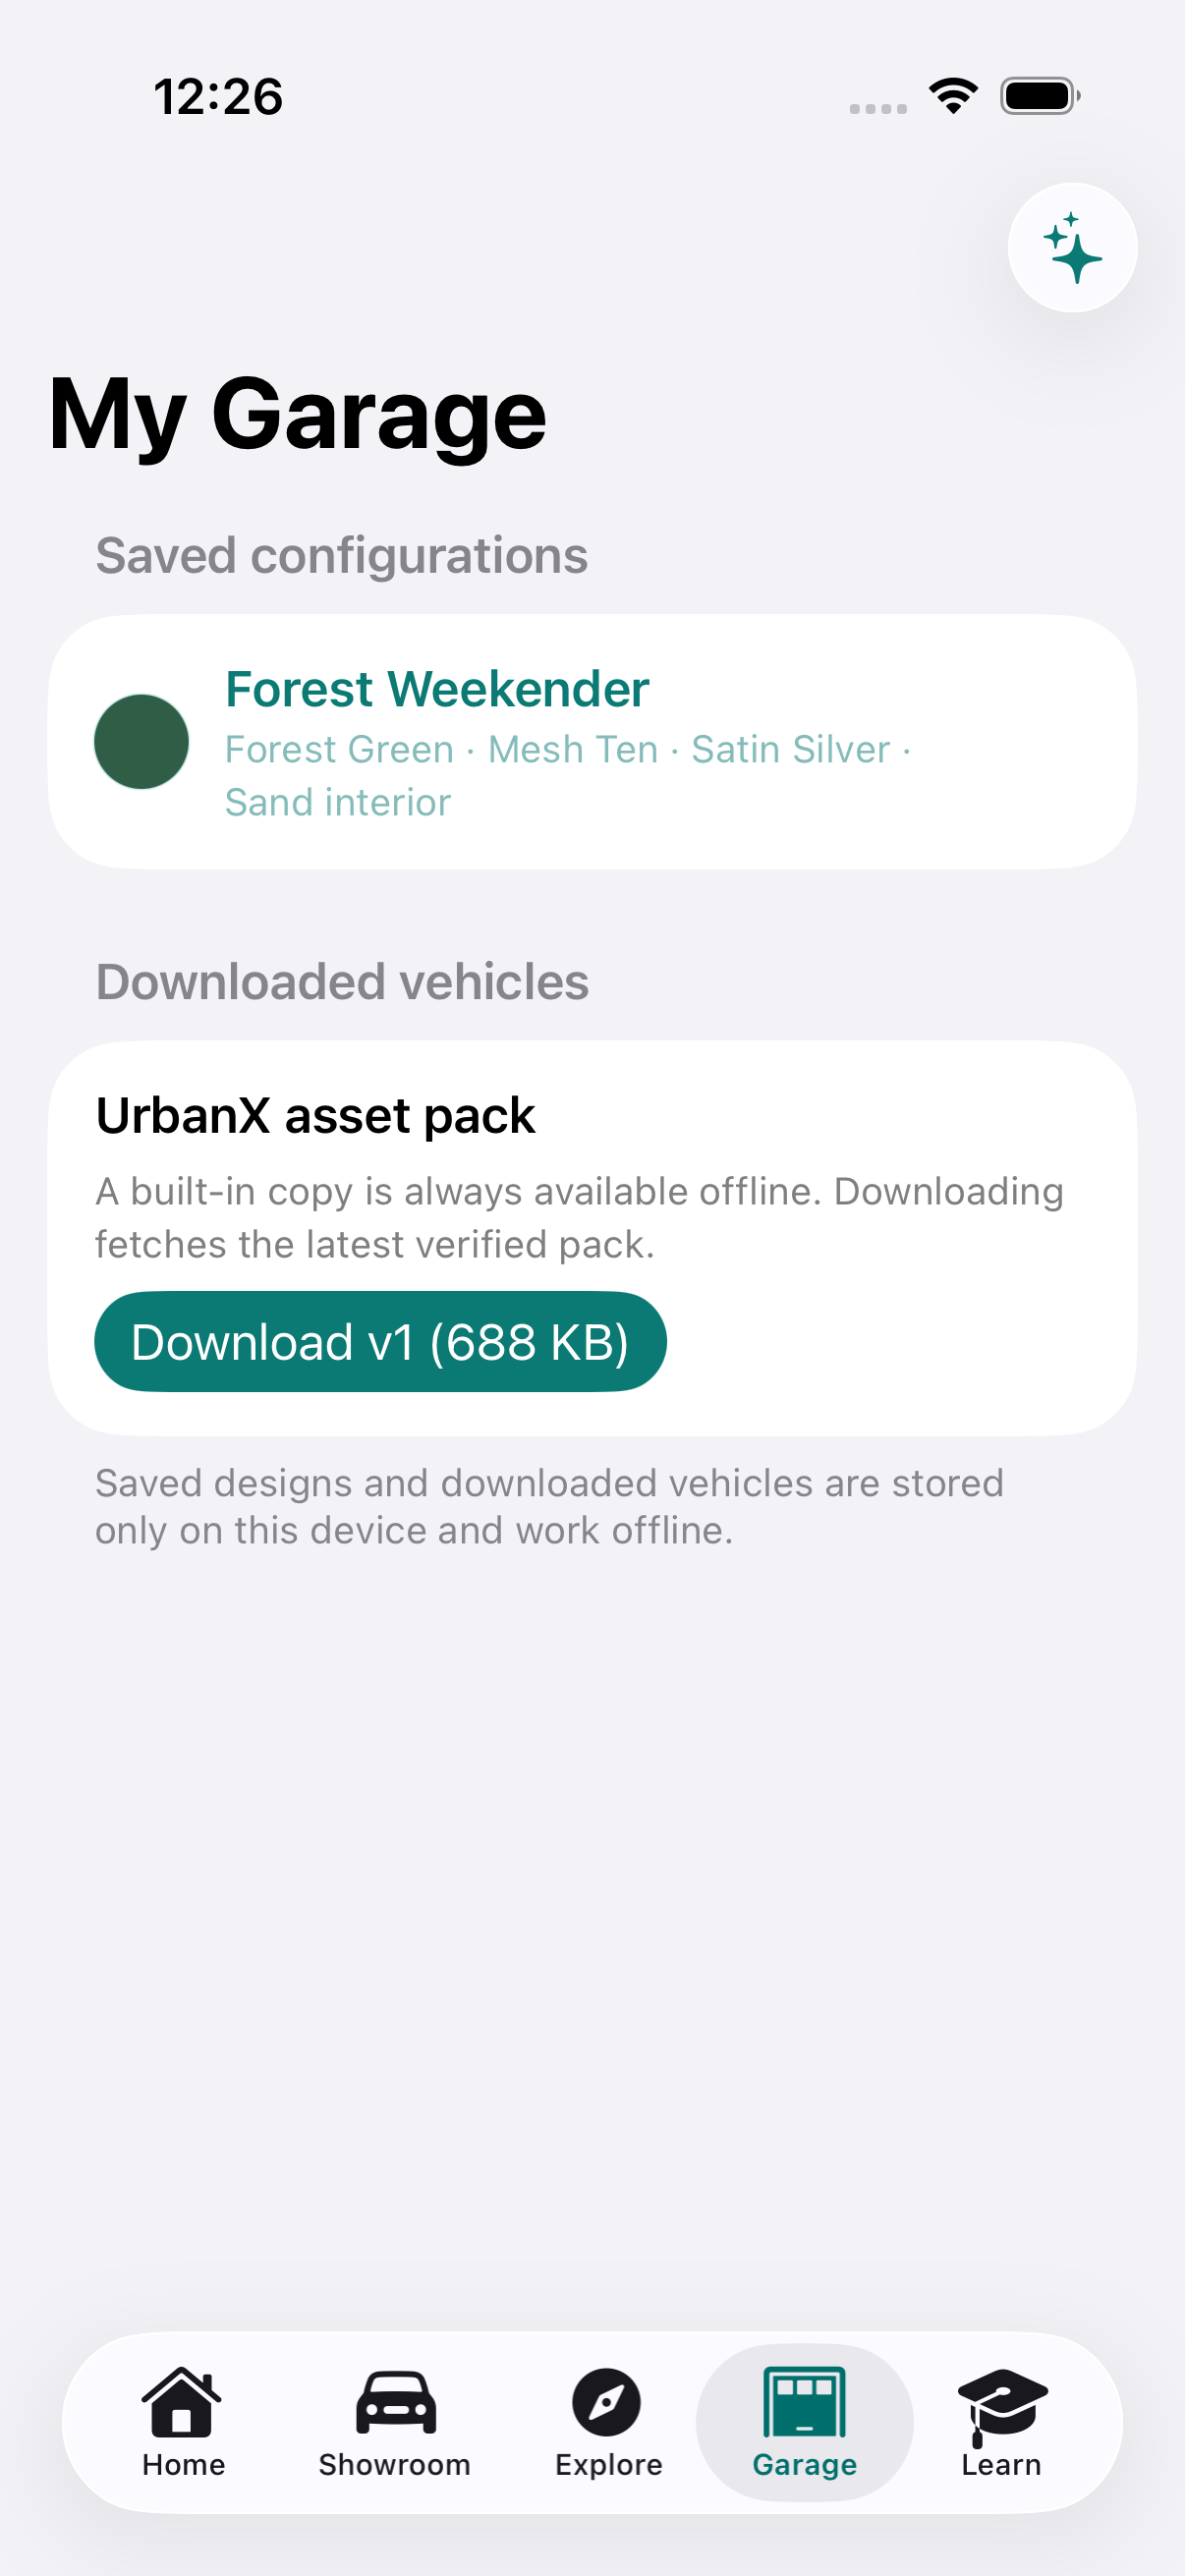 12:26
My Garage
Saved configurations
Forest Weekender
Forest Green · Mesh Ten · Satin Silver ·
Sand interior
Downloaded vehicles
UrbanX asset pack
A built-in copy is always available offline. Downloading
fetches the latest verified pack.
Download v1 (688 KB)
Saved designs and downloaded vehicles are stored
only on this device and work offline.
Home Showroom Explore Garage Learn